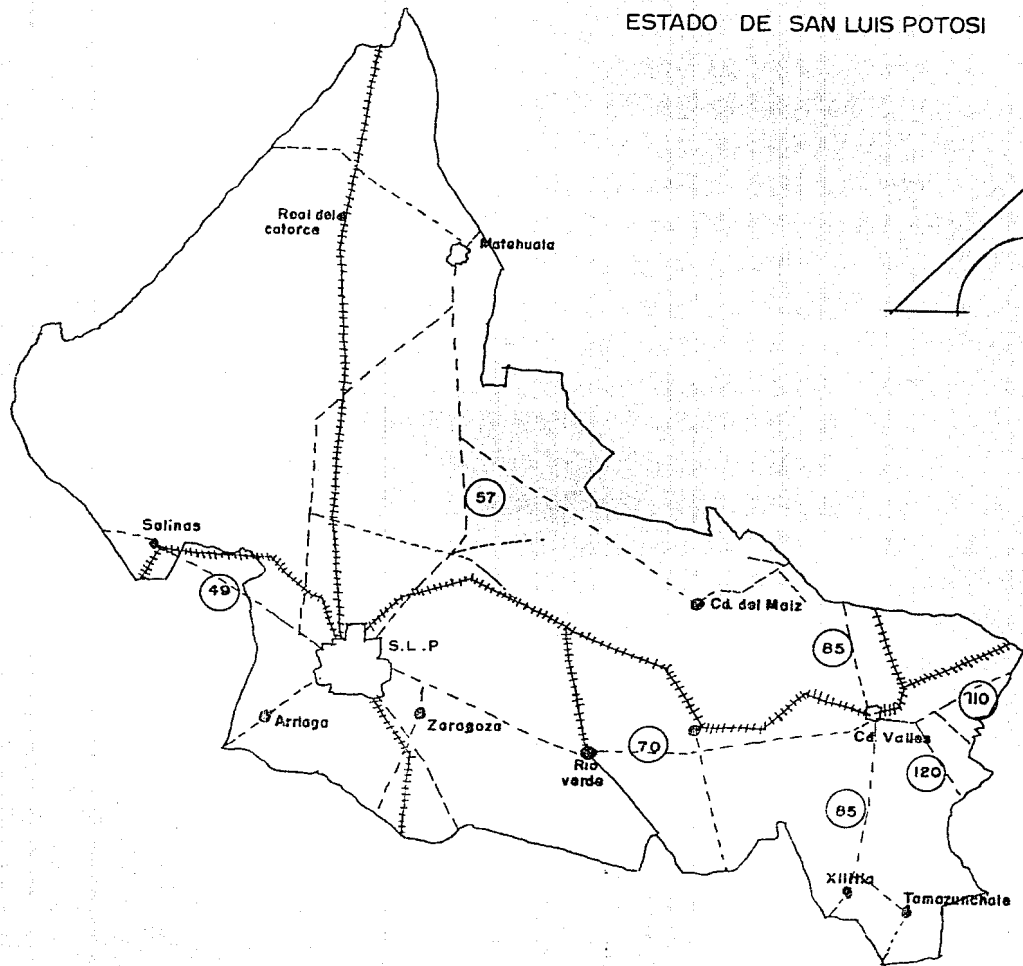 ESTADO DE SAN LUIS POTOSI
Real del
catorce
Matehuala
57
Salinas
49
Cd. del Maiz
S.L.P
85
110
Arriaga
Zaragoza
70
Cd. Valles
Rio
verde
120
85
Xilitla
Tamazunchale